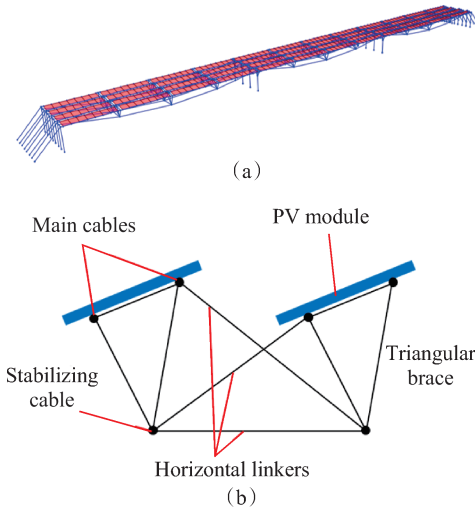 (a)
Main cables
PV module
Triangular
brace
Stabilizing
cable
Horizontal linkers
(b)